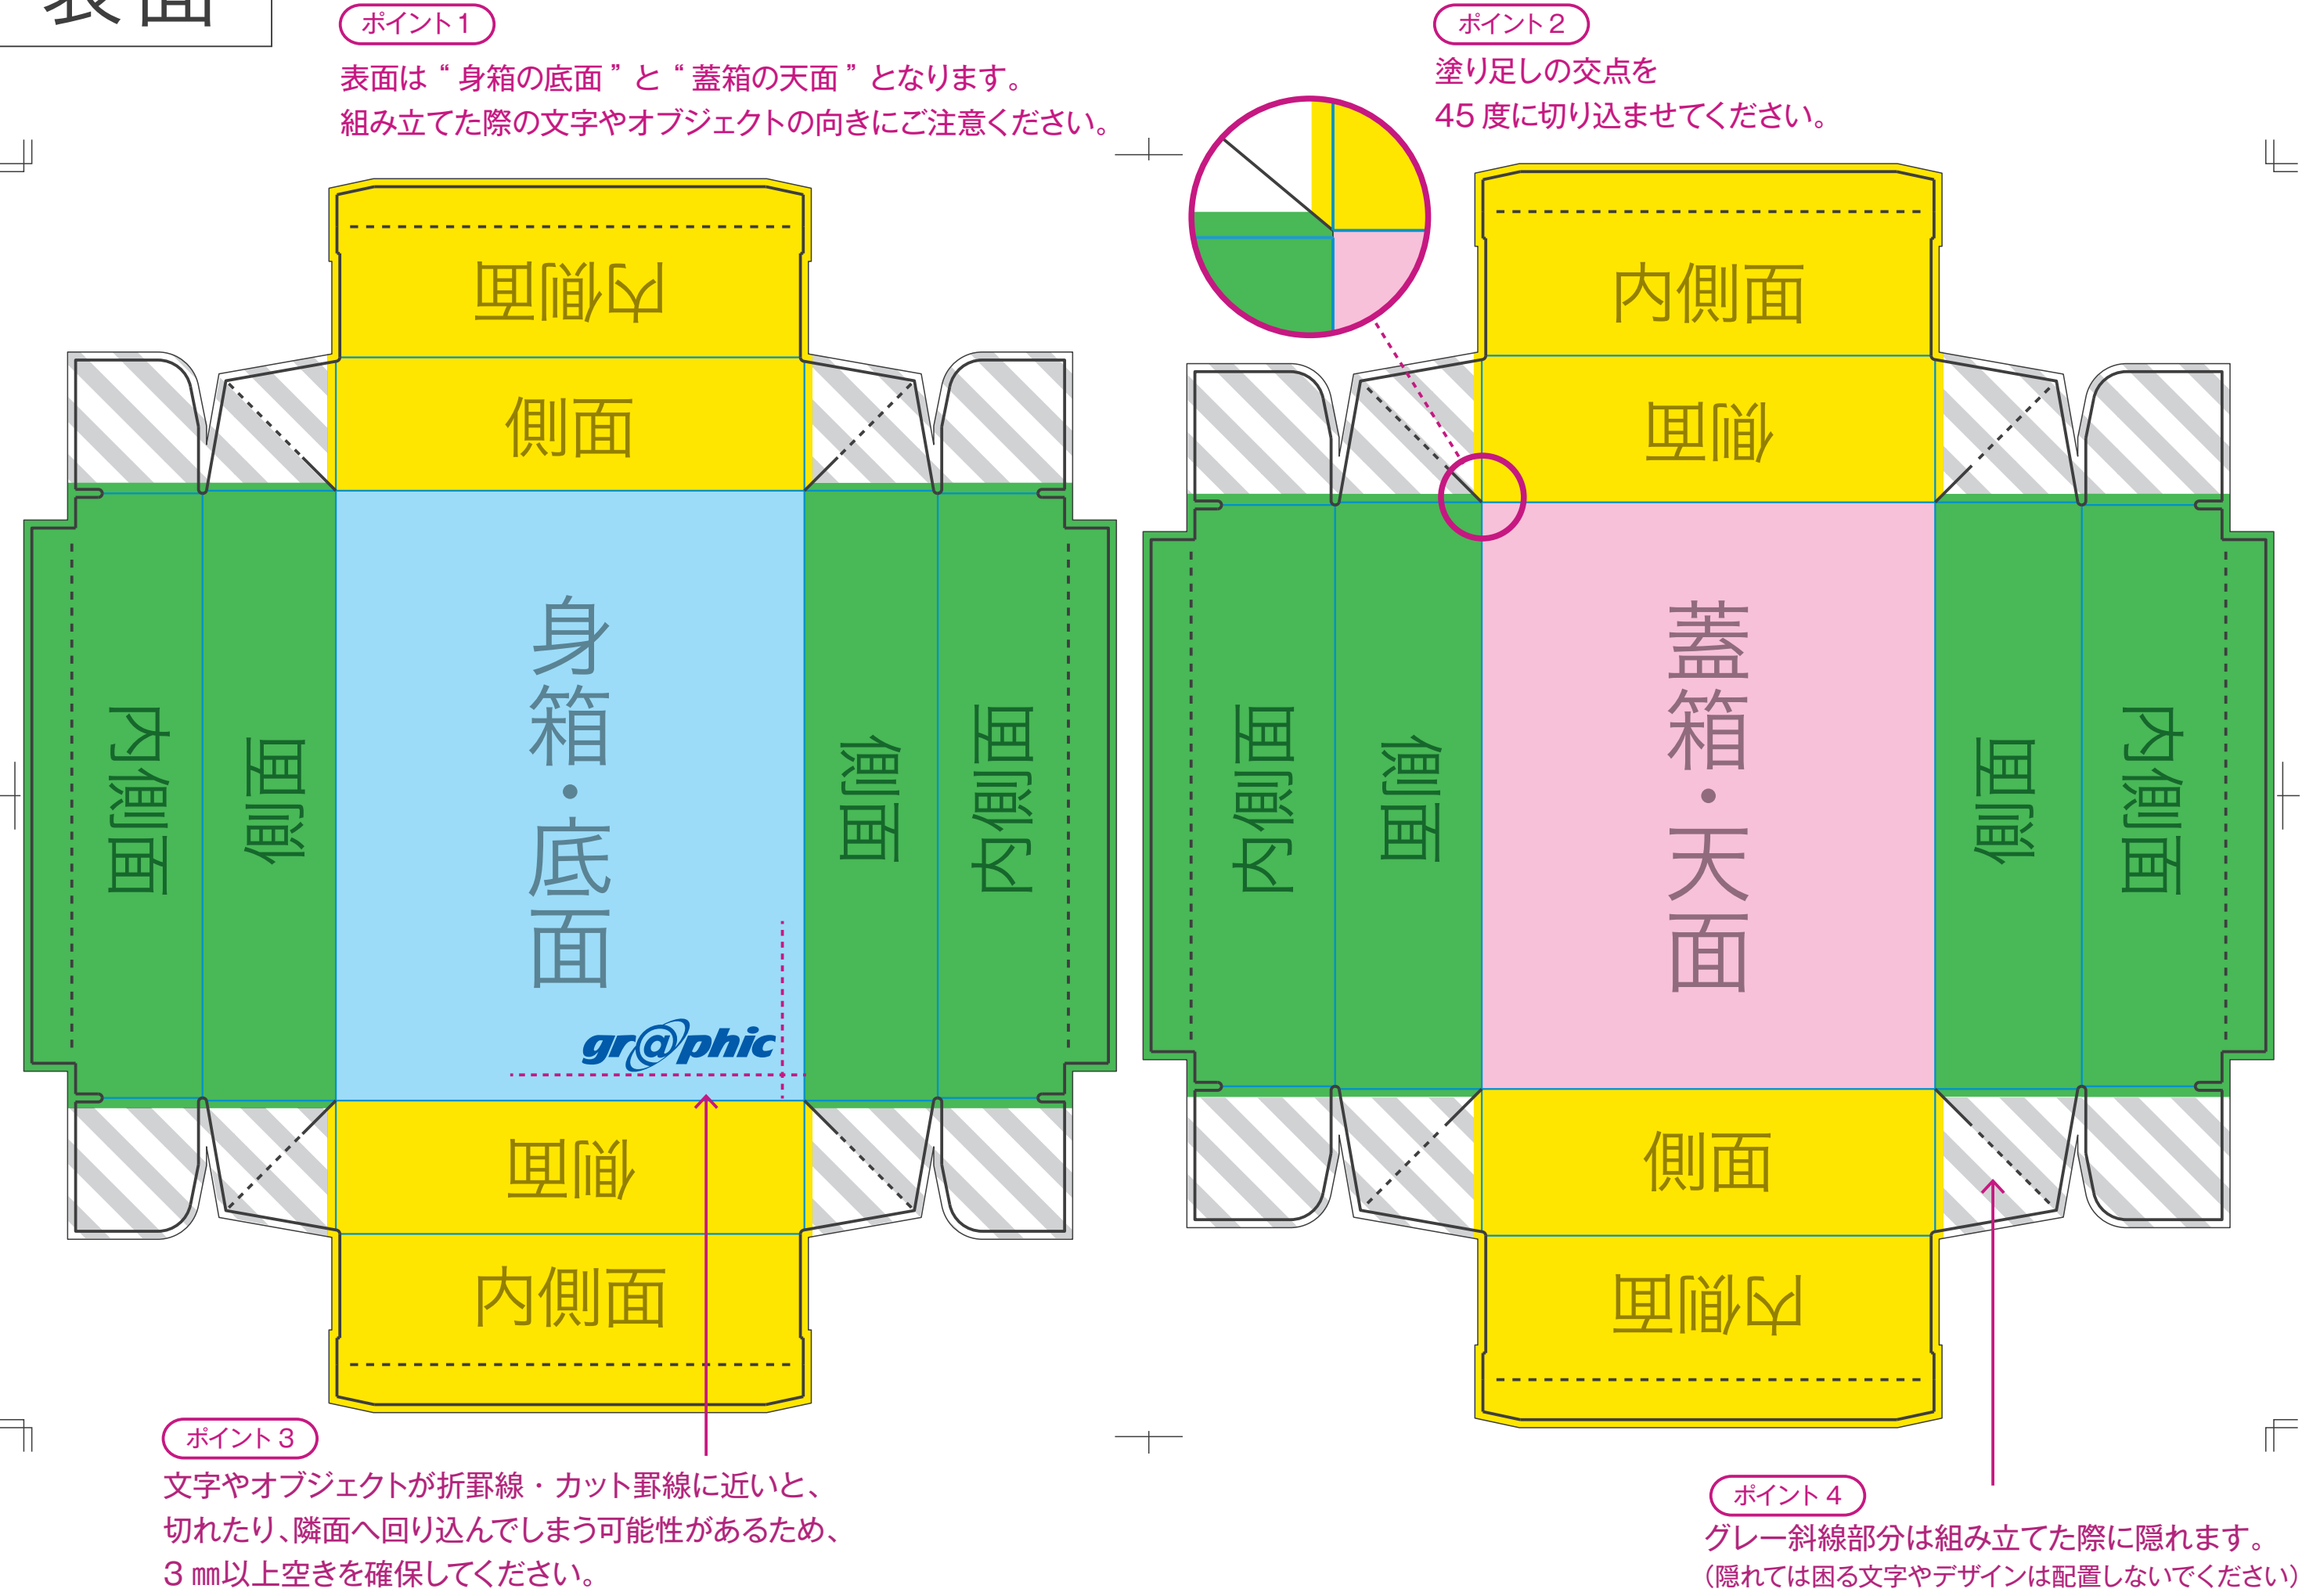 表面
ポイント1
表面は“身箱の底面”と“蓋箱の天面”となります。
組み立てた際の文字やオブジェクトの向きにご注意ください。
ポイント2
塗り足しの交点を
45度に切り込ませてください。
内側面
側面
内側面
側面
身箱・底面
側面
内側面
gr@phic
側面
内側面
内側面
側面
内側面
側面
蓋箱・天面
側面
内側面
側面
内側面
ポイント3
文字やオブジェクトが折罫線・カット罫線に近いと、
切れたり、隣面へ回り込んでしまう可能性があるため、
3㎜以上空きを確保してください。
ポイント4
グレー斜線部分は組み立てた際に隠れます。
（隠れては困る文字やデザインは配置しないでください）